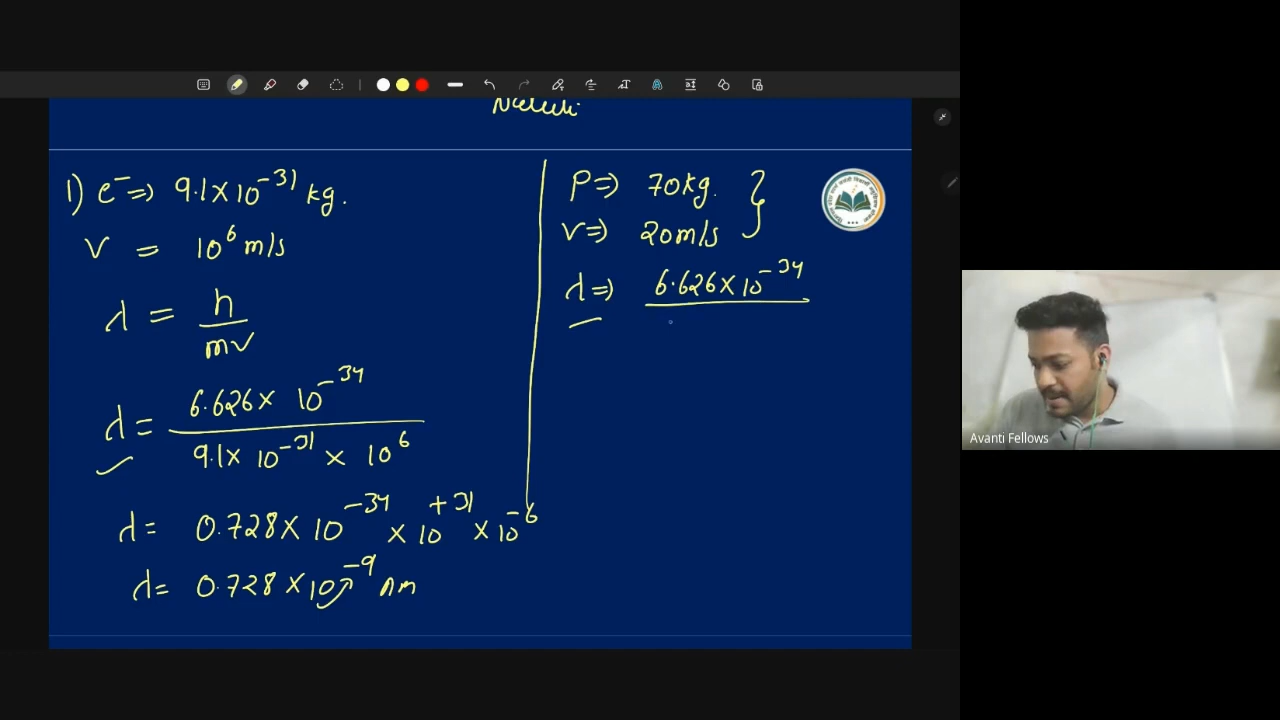 Nuclei
1) e⁻ ⇒ 9.1×10⁻³¹ kg.
v = 10⁶ m/s
λ = h/mv
λ = 6.626× 10⁻³⁴ / 9.1× 10⁻³¹ × 10⁶
λ= 0.728× 10⁻³⁴ × 10⁺³¹ × 10⁻⁶
λ= 0.728 × 10⁻⁹ nm
P ⇒ 70kg. }
v ⇒ 20m/s
λ ⇒ 6.626×10⁻³⁴
Avanti Fellows